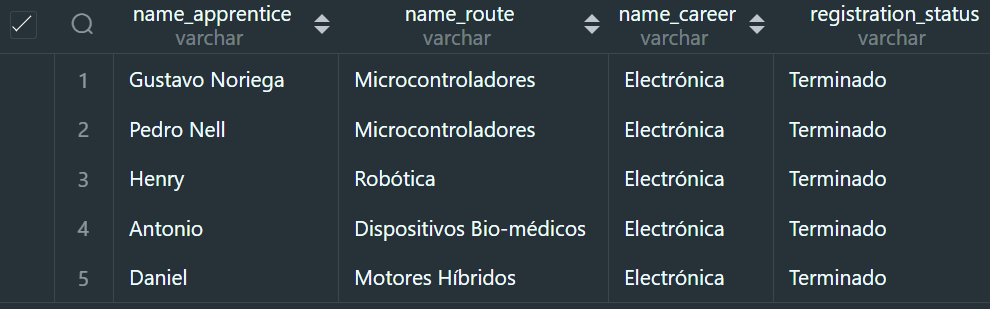 name_apprentice name_route name_career registration_status
varchar varchar varchar varchar
1 Gustavo Noriega Microcontroladores Electrónica Terminado
2 Pedro Nell Microcontroladores Electrónica Terminado
3 Henry Robótica Electrónica Terminado
4 Antonio Dispositivos Bio-médicos Electrónica Terminado
5 Daniel Motores Híbridos Electrónica Terminado